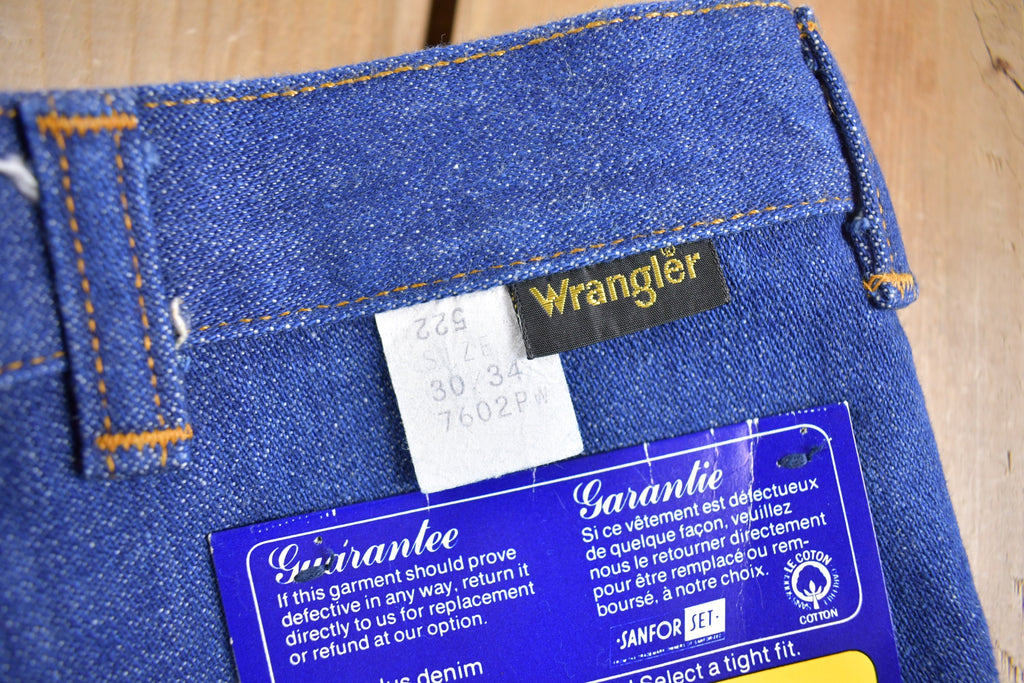 Wrangler®
522
SIZE
30/34
7602PW
Guarantee
If this garment should prove
defective in any way, return it
directly to us for replacement
or refund at our option.
Garantie
Si ce vêtement est défectueux
de quelque façon, veuillez
nous le retourner directement
pour être remplacé ou rem-
boursé, à notre choix.
LE COTON
COTTON
·SANFOR SET·
denim
Select a tight fit.